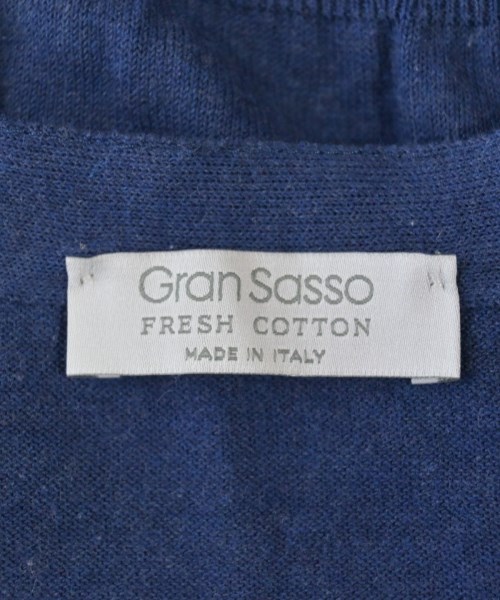 Gran Sasso
FRESH COTTON
MADE IN ITALY